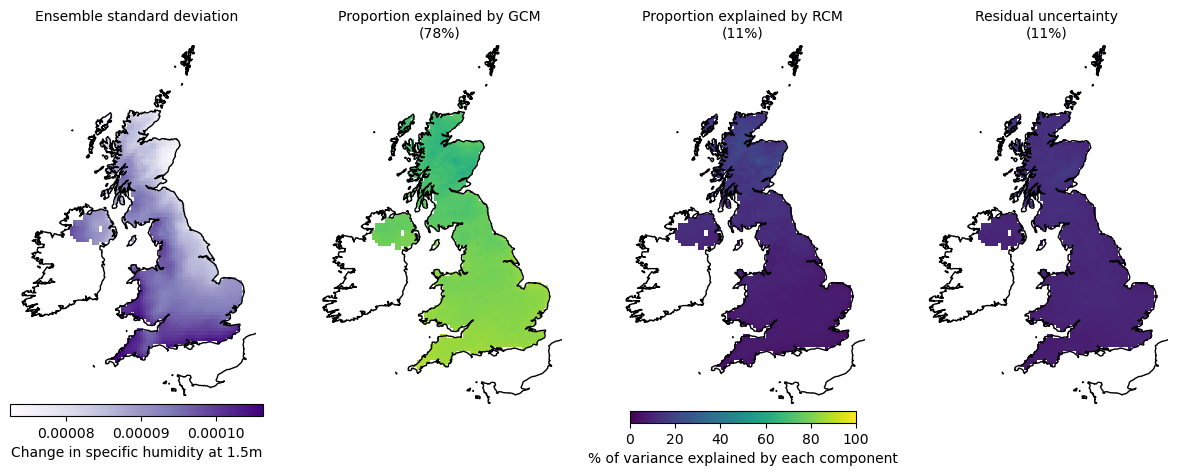 Ensemble standard deviation
Proportion explained by GCM
(78%)
Proportion explained by RCM
(11%)
Residual uncertainty
(11%)
0.00008 0.00009 0.00010
Change in specific humidity at 1.5m
0 20 40 60 80 100
% of variance explained by each component